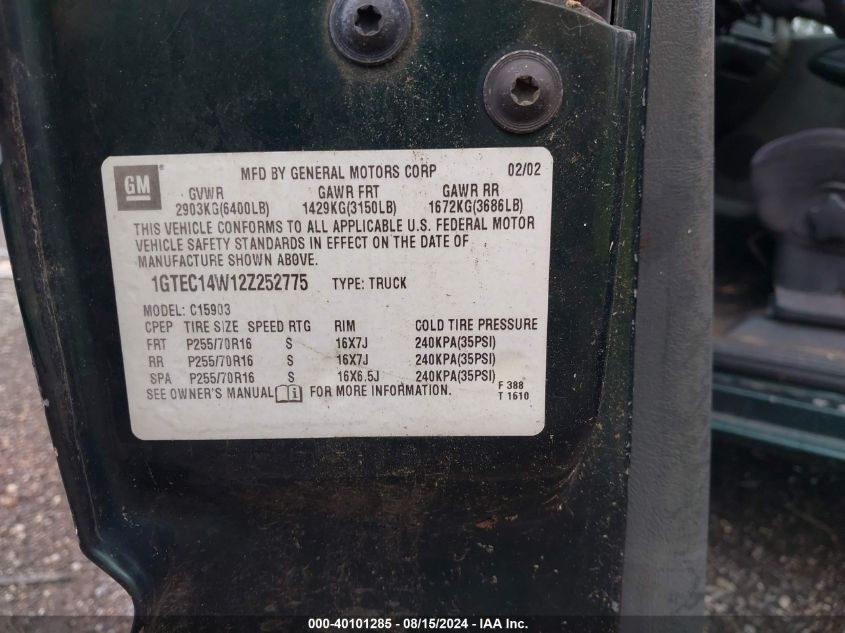 GM
MFD BY GENERAL MOTORS CORP 02/02
GVWR GAWR FRT GAWR RR
2903KG(6400LB) 1429KG(3150LB) 1672KG(3686LB)
THIS VEHICLE CONFORMS TO ALL APPLICABLE U.S. FEDERAL MOTOR
VEHICLE SAFETY STANDARDS IN EFFECT ON THE DATE OF
MANUFACTURE SHOWN ABOVE.
1GTEC14W12Z252775 TYPE: TRUCK
MODEL: C15903
CPEP TIRE SIZE SPEED RTG RIM COLD TIRE PRESSURE
FRT P255/70R16 S 16X7J 240KPA(35PSI)
RR P255/70R16 S 16X7J 240KPA(35PSI)
SPA P255/70R16 S 16X6.5J 240KPA(35PSI)
SEE OWNER'S MANUAL i FOR MORE INFORMATION.
F 388
T 1610
000-40101285 - 08/15/2024 - IAA Inc.